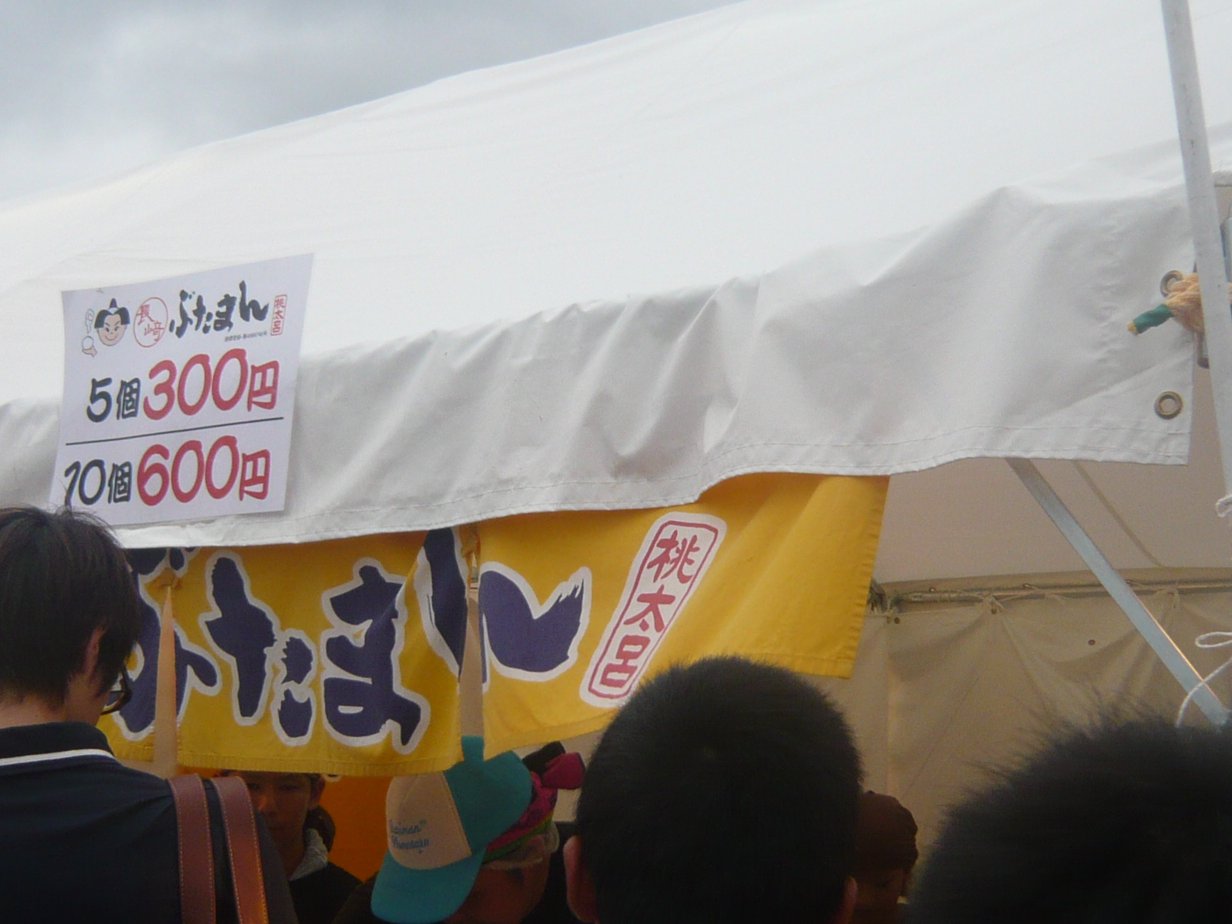 長崎 ぶたまん 桃太呂
5個300円
10個600円
ぶたまん 桃太呂